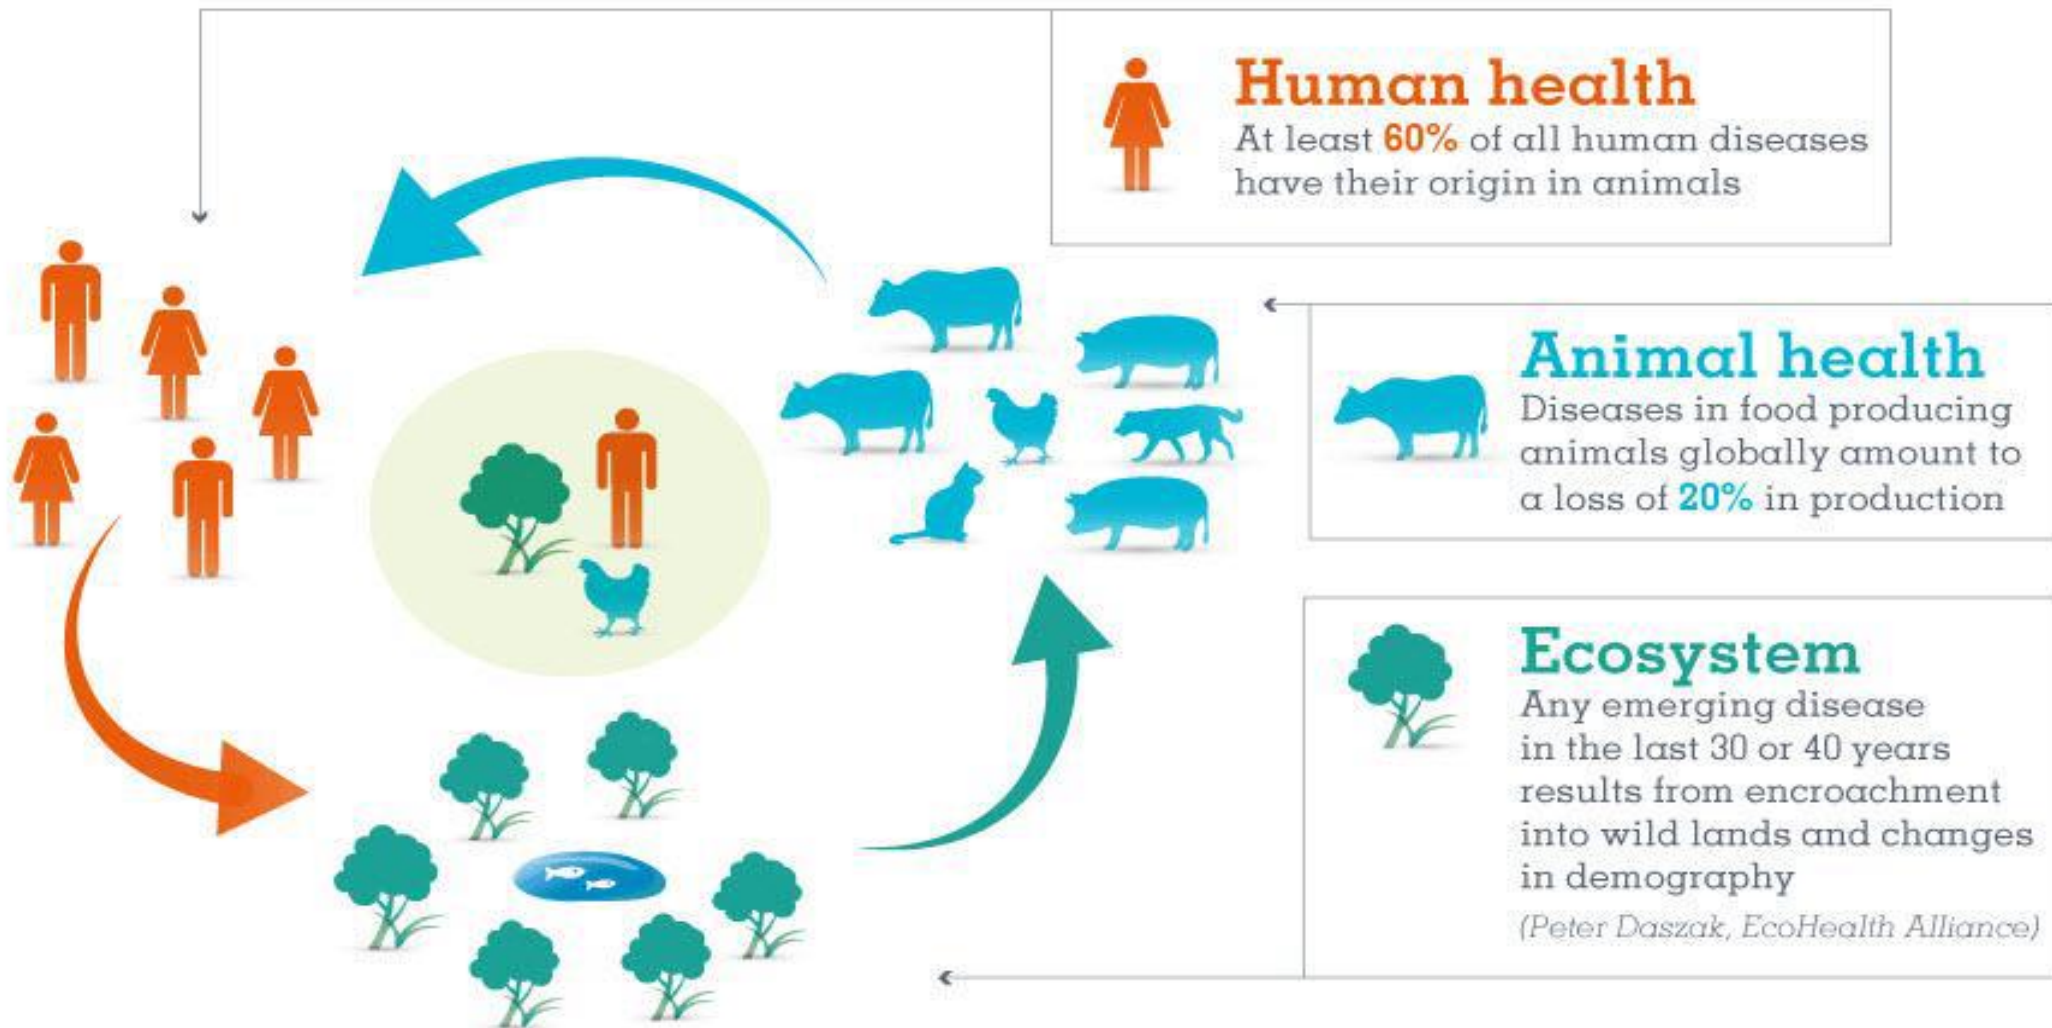 Human health
At least 60% of all human diseases
have their origin in animals
Animal health
Diseases in food producing
animals globally amount to
a loss of 20% in production
Ecosystem
Any emerging disease
in the last 30 or 40 years
results from encroachment
into wild lands and changes
in demography
(Peter Daszak, EcoHealth Alliance)